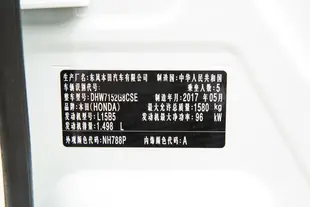 生产厂名:东风本田汽车有限公司 制造国:中华人民共和国
车辆识别代号: 乘坐人数:5
整车型号:DHW7152G8CSE 制造年月:2017 年05月
品牌:本田(HONDA) 最大允许总质量:1580 kg
发动机型号:L15B5 发动机最大净功率:96 kW
发动机排量:1.498 L
外观颜色代码:NH788P 内饰颜色代码:A